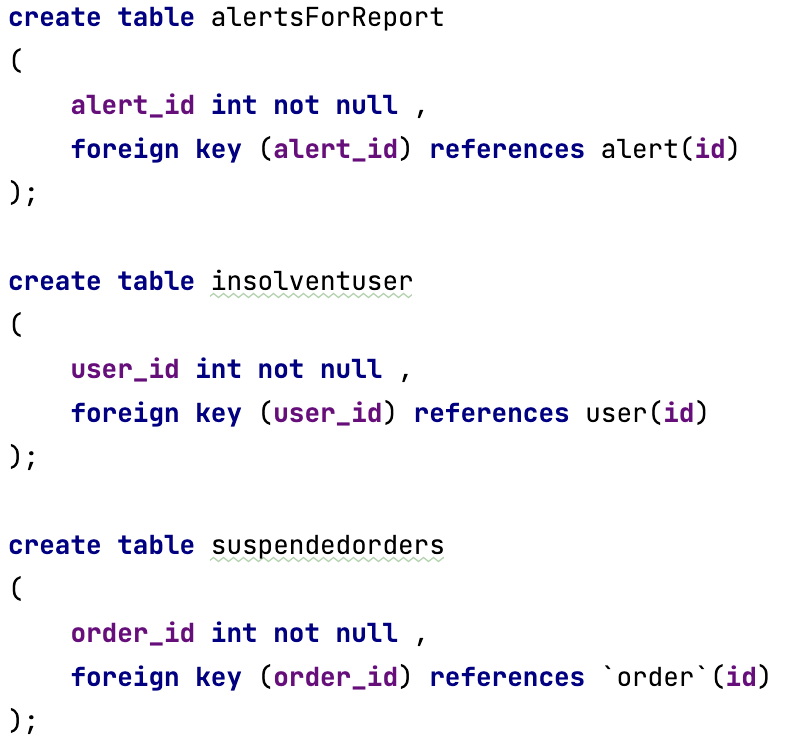 create table alertsForReport
(
    alert_id int not null ,
    foreign key (alert_id) references alert(id)
);
create table insolventuser
(
    user_id int not null ,
    foreign key (user_id) references user(id)
);
create table suspendedorders
(
    order_id int not null ,
    foreign key (order_id) references `order`(id)
);